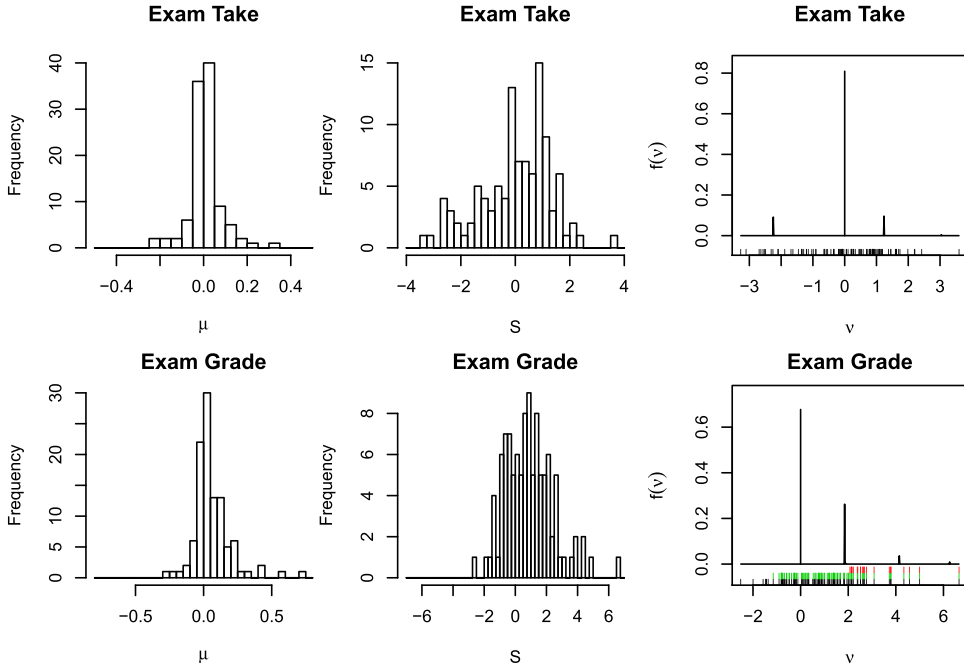 Exam Take
Frequency
0 10 20 30 40
−0.4 0.0 0.2 0.4
μ
Exam Take
Frequency
0 5 10 15
−4 −2 0 2 4
S
Exam Take
f(ν)
0.0 0.2 0.4 0.6 0.8
−3 −1 0 1 2 3
ν
Exam Grade
Frequency
0 5 10 20 30
−0.5 0.0 0.5
μ
Exam Grade
Frequency
0 2 4 6 8
−6 −2 0 2 4 6
S
Exam Grade
f(ν)
0.0 0.2 0.4 0.6
−2 0 2 4 6
ν